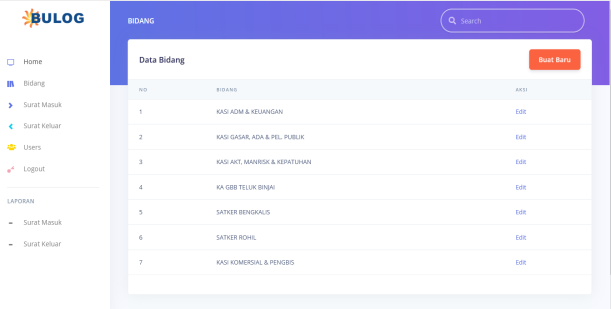 BULOG
Home
Bidang
Surat Masuk
Surat Keluar
Users
Logout
LAPORAN
Surat Masuk
Surat Keluar
BIDANG
Search
Data Bidang
Buat Baru
NO BIDANG AKSI
1 KASI ADM & KEUANGAN Edit
2 KASI GASAR, ADA & PEL. PUBLIK Edit
3 KASI AKT, MANRISK & KEPATUHAN Edit
4 KA GBB TELUK BINJAI Edit
5 SATKER BENGKALIS Edit
6 SATKER ROHIL Edit
7 KASI KOMERSIAL & PENGBIS Edit